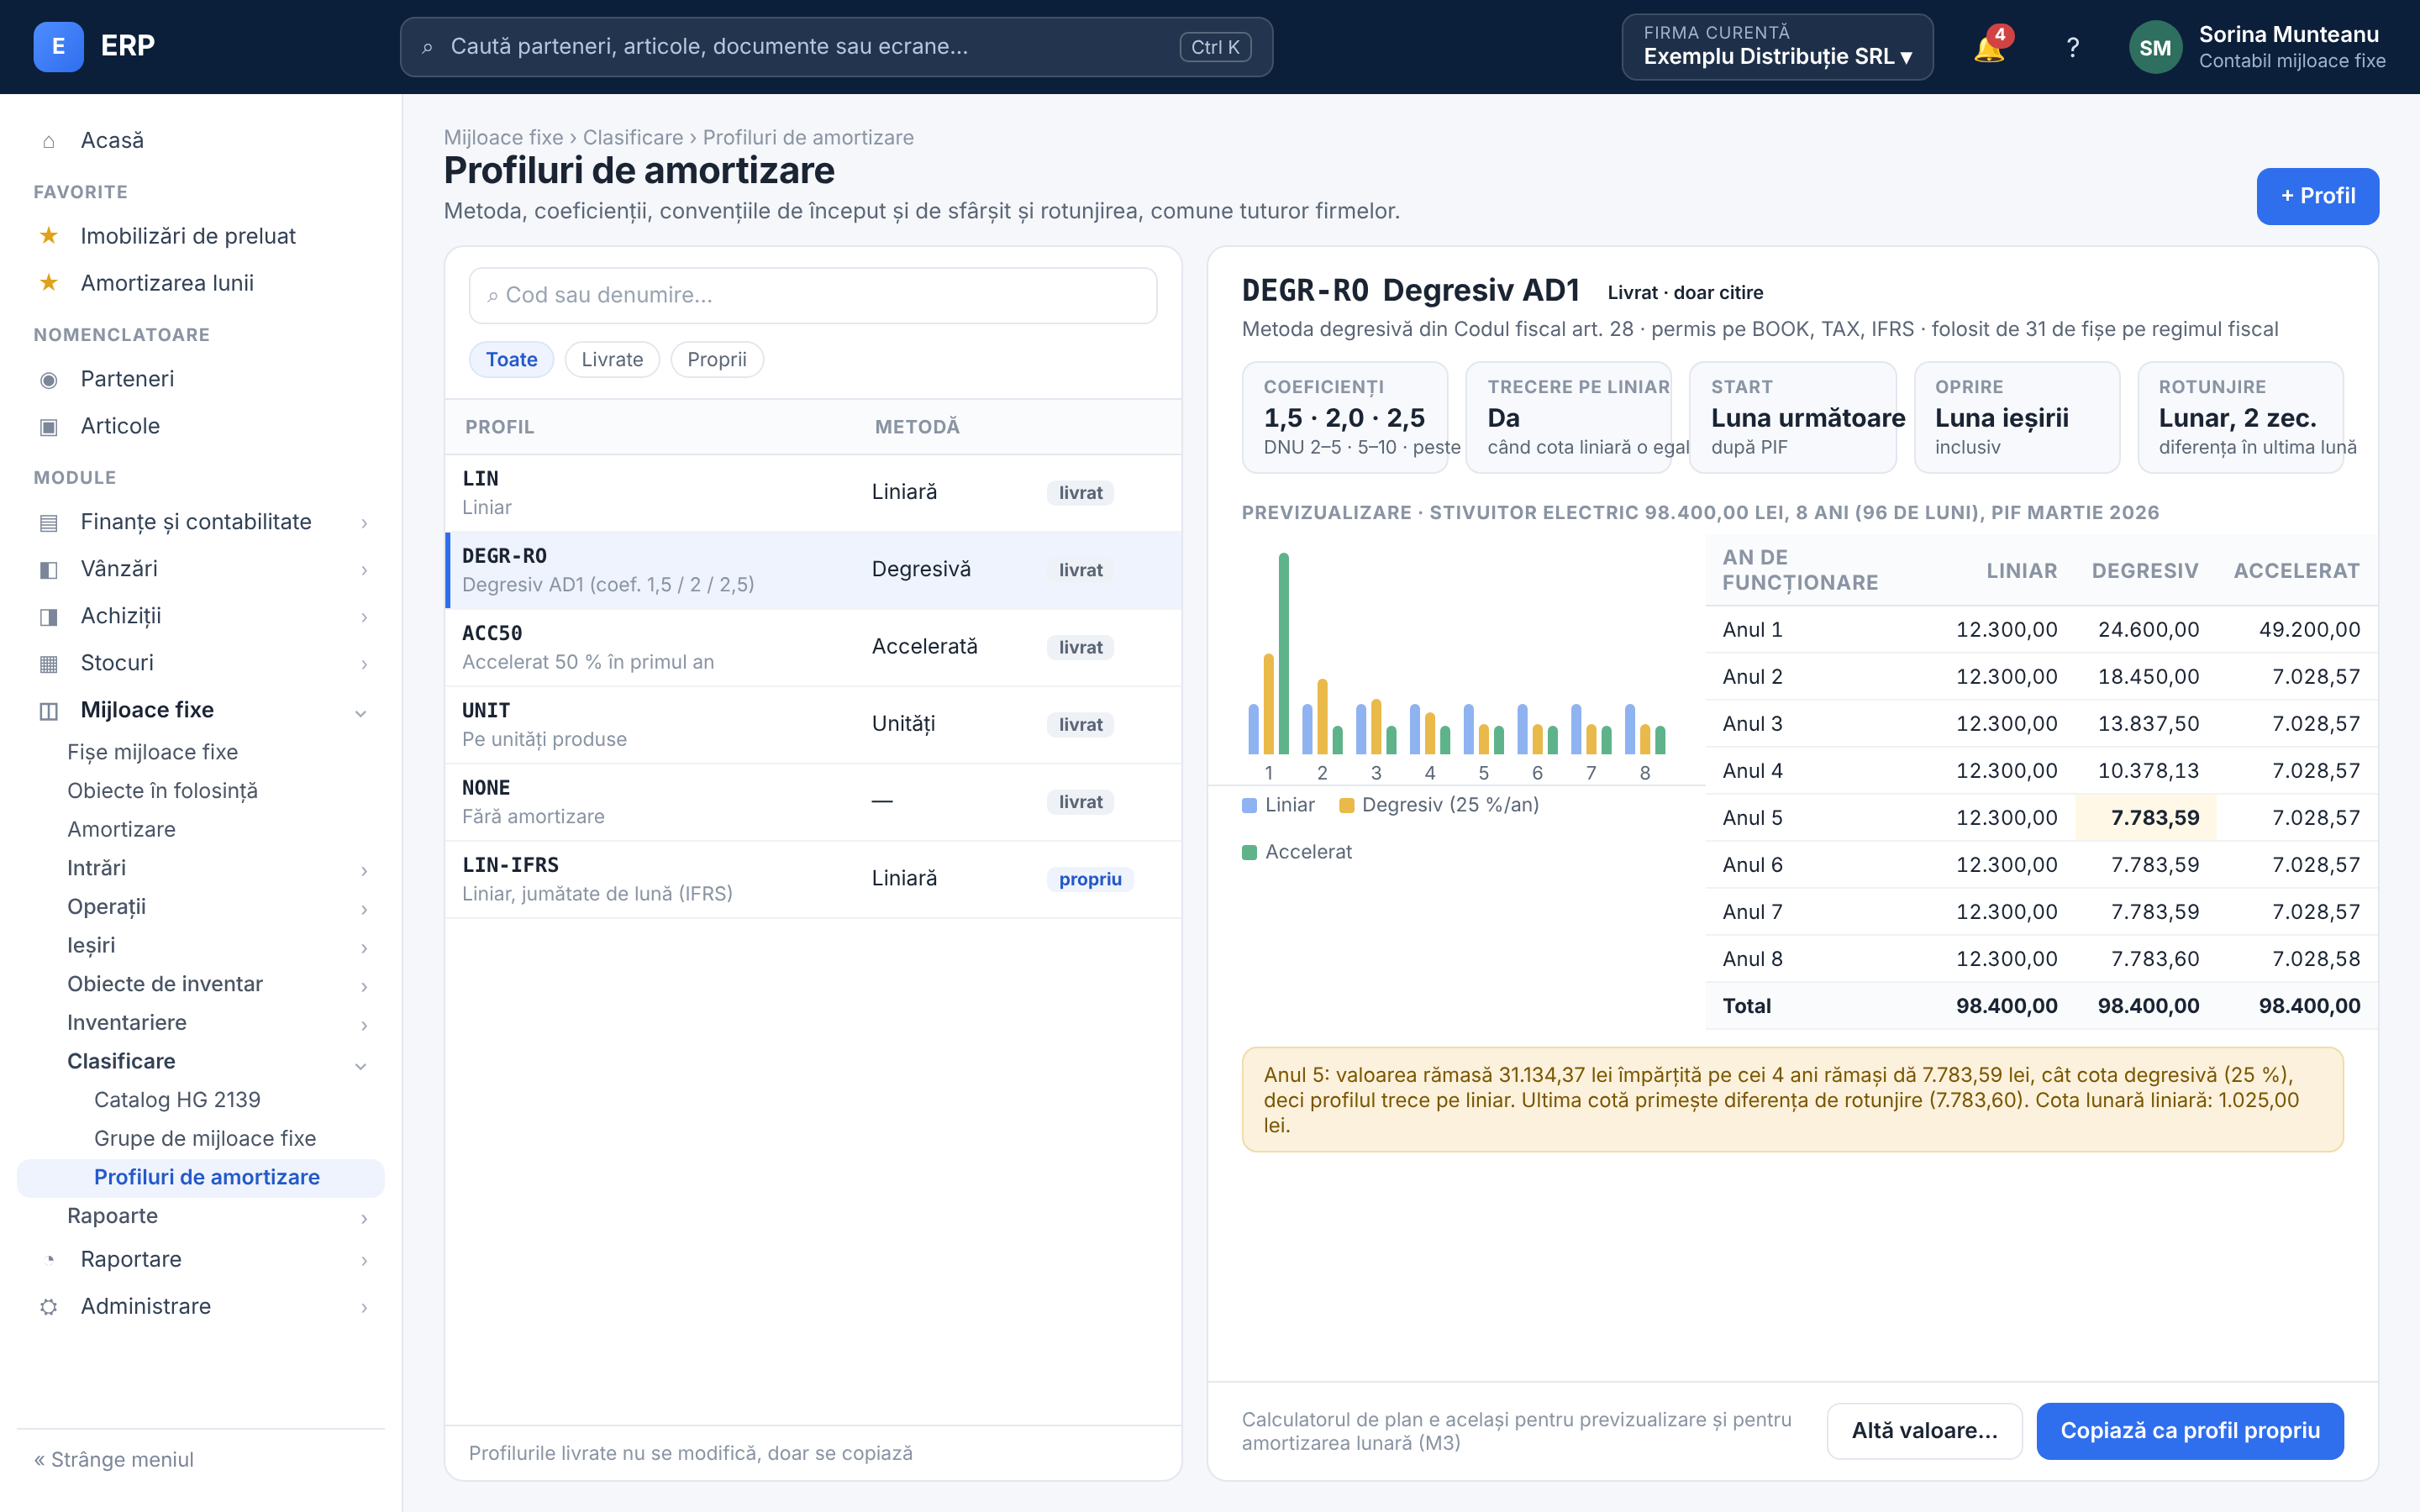 E ERP
Caută parteneri, articole, documente sau ecrane... Ctrl K
FIRMA CURENTĂ
Exemplu Distribuție SRL ▾
4
?
SM
Sorina Munteanu
Contabil mijloace fixe
Acasă
FAVORITE
Imobilizări de preluat
Amortizarea lunii
NOMENCLATOARE
Parteneri
Articole
MODULE
Finanțe și contabilitate
Vânzări
Achiziții
Stocuri
Mijloace fixe
Fișe mijloace fixe
Obiecte în folosință
Amortizare
Intrări
Operații
Ieșiri
Obiecte de inventar
Inventariere
Clasificare
Catalog HG 2139
Grupe de mijloace fixe
Profiluri de amortizare
Rapoarte
Raportare
Administrare
« Strânge meniul
Mijloace fixe › Clasificare › Profiluri de amortizare
Profiluri de amortizare
Metoda, coeficienții, convențiile de început și de sfârșit și rotunjirea, comune tuturor firmelor.
+ Profil
Cod sau denumire...
Toate Livrate Proprii
PROFIL METODĂ
LIN
Liniar
Liniară livrat
DEGR-RO
Degresiv AD1 (coef. 1,5 / 2 / 2,5)
Degresivă livrat
ACC50
Accelerat 50 % în primul an
Accelerată livrat
UNIT
Pe unități produse
Unități livrat
NONE
Fără amortizare
— livrat
LIN-IFRS
Liniar, jumătate de lună (IFRS)
Liniară propriu
Profilurile livrate nu se modifică, doar se copiază
DEGR-RO Degresiv AD1 Livrat · doar citire
Metoda degresivă din Codul fiscal art. 28 · permis pe BOOK, TAX, IFRS · folosit de 31 de fișe pe regimul fiscal
COEFICIENȚI
1,5 · 2,0 · 2,5
DNU 2–5 · 5–10 · peste
TRECERE PE LINIAR
Da
când cota liniară o egal
START
Luna următoare
după PIF
OPRIRE
Luna ieșirii
inclusiv
ROTUNJIRE
Lunar, 2 zec.
diferența în ultima lună
PREVIZUALIZARE · STIVUITOR ELECTRIC 98.400,00 LEI, 8 ANI (96 DE LUNI), PIF MARTIE 2026
1 2 3 4 5 6 7 8
Liniar Degresiv (25 %/an)
Accelerat
AN DE FUNCȚIONARE LINIAR DEGRESIV ACCELERAT
Anul 1 12.300,00 24.600,00 49.200,00
Anul 2 12.300,00 18.450,00 7.028,57
Anul 3 12.300,00 13.837,50 7.028,57
Anul 4 12.300,00 10.378,13 7.028,57
Anul 5 12.300,00 7.783,59 7.028,57
Anul 6 12.300,00 7.783,59 7.028,57
Anul 7 12.300,00 7.783,59 7.028,57
Anul 8 12.300,00 7.783,60 7.028,58
Total 98.400,00 98.400,00 98.400,00
Anul 5: valoarea rămasă 31.134,37 lei împărțită pe cei 4 ani rămași dă 7.783,59 lei, cât cota degresivă (25 %),
deci profilul trece pe liniar. Ultima cotă primește diferența de rotunjire (7.783,60). Cota lunară liniară: 1.025,00
lei.
Calculatorul de plan e același pentru previzualizare și pentru
amortizarea lunară (M3)
Altă valoare...
Copiază ca profil propriu